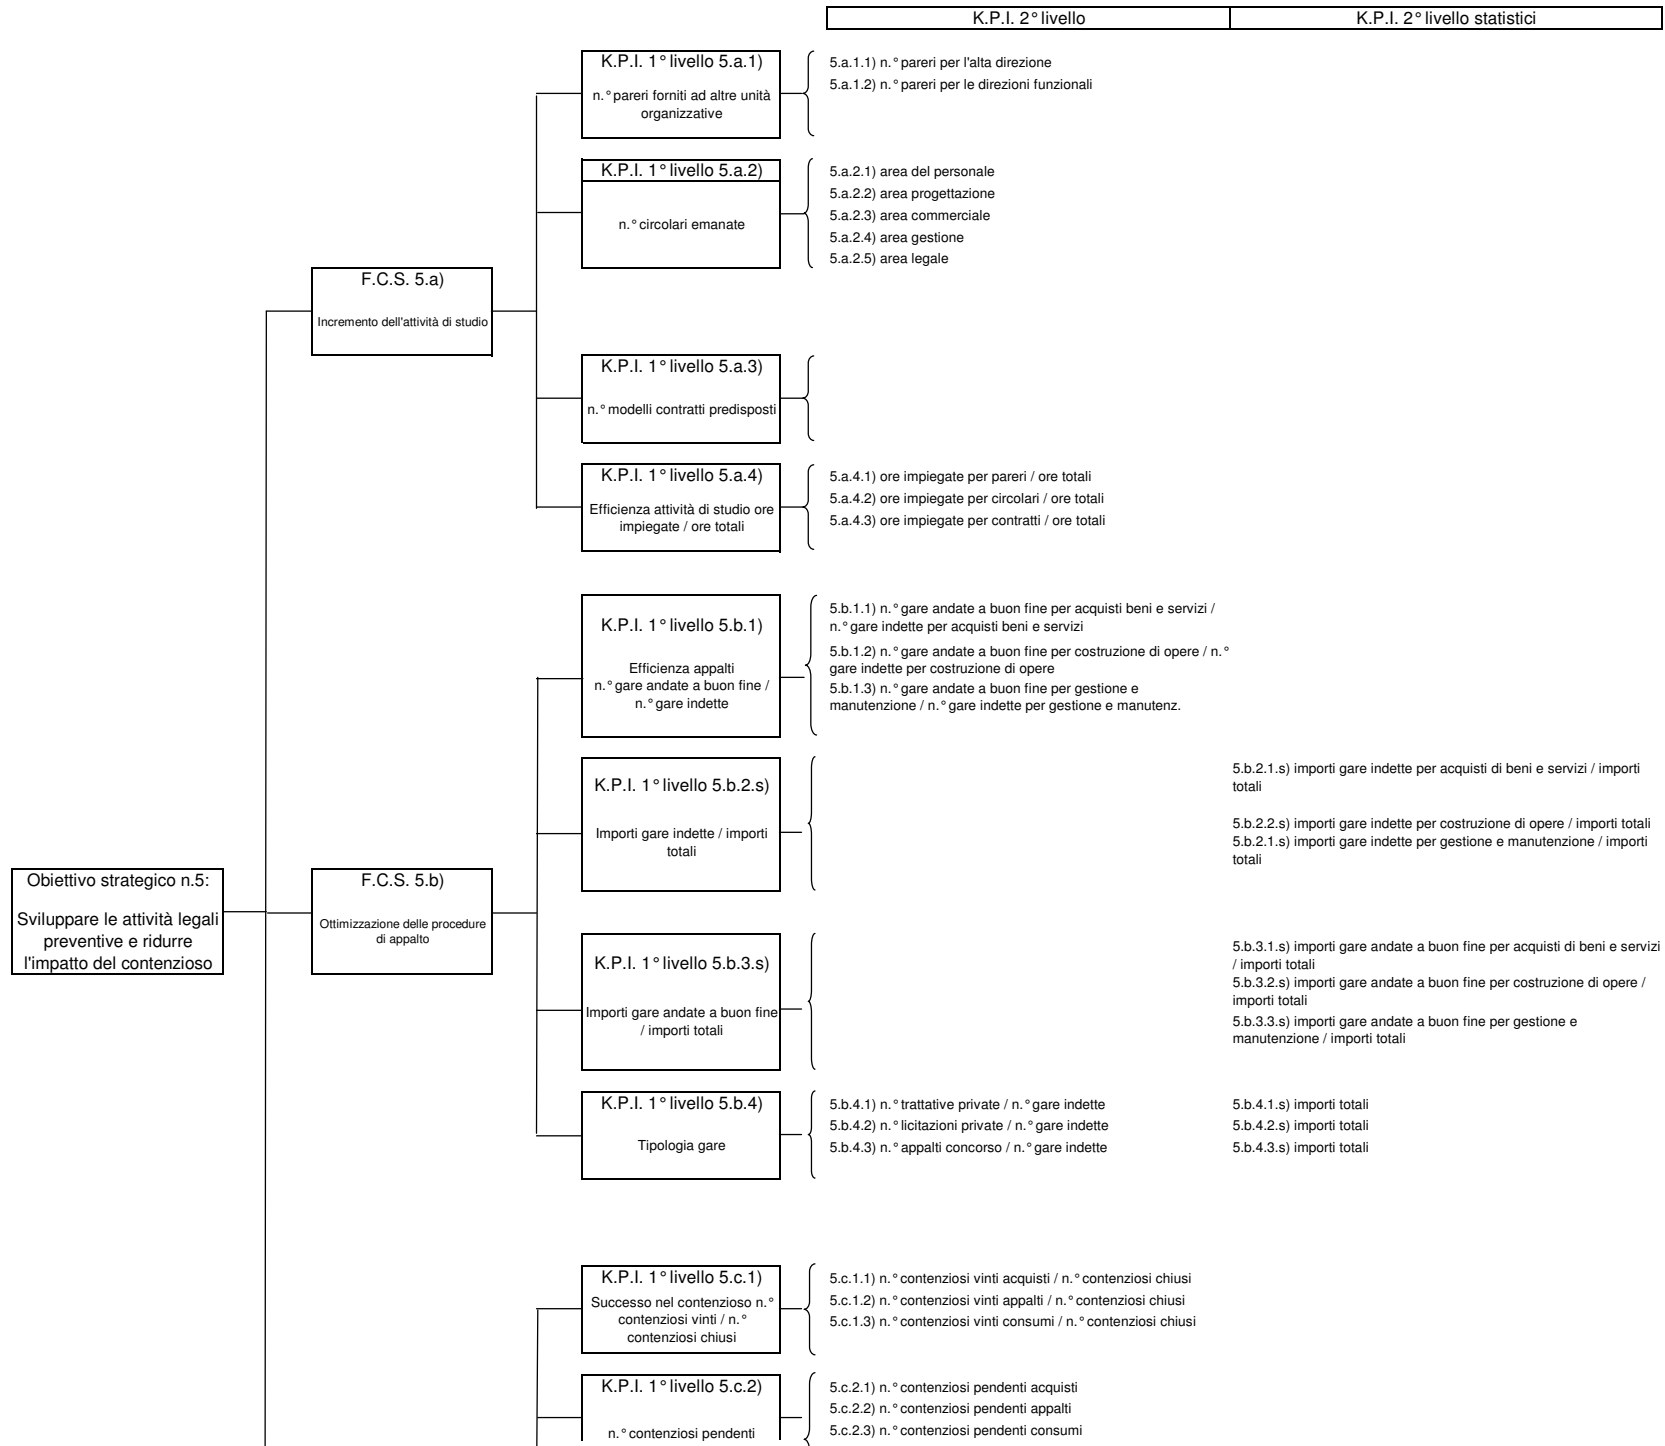 K.P.I. 2° livello
K.P.I. 2° livello statistici
K.P.I. 1° livello 5.a.1)
n.° pareri forniti ad altre unità
organizzative
5.a.1.1) n.° pareri per l'alta direzione
5.a.1.2) n.° pareri per le direzioni funzionali
K.P.I. 1° livello 5.a.2)
n.° circolari emanate
5.a.2.1) area del personale
5.a.2.2) area progettazione
5.a.2.3) area commerciale
5.a.2.4) area gestione
5.a.2.5) area legale
F.C.S. 5.a)
Incremento dell'attività di studio
K.P.I. 1° livello 5.a.3)
n.° modelli contratti predisposti
K.P.I. 1° livello 5.a.4)
Efficienza attività di studio ore
impiegate / ore totali
5.a.4.1) ore impiegate per pareri / ore totali
5.a.4.2) ore impiegate per circolari / ore totali
5.a.4.3) ore impiegate per contratti / ore totali
K.P.I. 1° livello 5.b.1)
Efficienza appalti
n.° gare andate a buon fine /
n.° gare indette
5.b.1.1) n.° gare andate a buon fine per acquisti beni e servizi /
n.° gare indette per acquisti beni e servizi
5.b.1.2) n.° gare andate a buon fine per costruzione di opere / n.°
gare indette per costruzione di opere
5.b.1.3) n.° gare andate a buon fine per gestione e
manutenzione / n.° gare indette per gestione e manutenz.
K.P.I. 1° livello 5.b.2.s)
Importi gare indette / importi
totali
5.b.2.1.s) importi gare indette per acquisti di beni e servizi / importi
totali
5.b.2.2.s) importi gare indette per costruzione di opere / importi totali
5.b.2.1.s) importi gare indette per gestione e manutenzione / importi
totali
Obiettivo strategico n.5:
Sviluppare le attività legali
preventive e ridurre
l'impatto del contenzioso
F.C.S. 5.b)
Ottimizzazione delle procedure
di appalto
K.P.I. 1° livello 5.b.3.s)
Importi gare andate a buon fine
/ importi totali
5.b.3.1.s) importi gare andate a buon fine per acquisti di beni e servizi
/ importi totali
5.b.3.2.s) importi gare andate a buon fine per costruzione di opere /
importi totali
5.b.3.3.s) importi gare andate a buon fine per gestione e
manutenzione / importi totali
K.P.I. 1° livello 5.b.4)
Tipologia gare
5.b.4.1) n.° trattative private / n.° gare indette
5.b.4.2) n.° licitazioni private / n.° gare indette
5.b.4.3) n.° appalti concorso / n.° gare indette
5.b.4.1.s) importi totali
5.b.4.2.s) importi totali
5.b.4.3.s) importi totali
K.P.I. 1° livello 5.c.1)
Successo nel contenzioso n.°
contenziosi vinti / n.°
contenziosi chiusi
5.c.1.1) n.° contenziosi vinti acquisti / n.° contenziosi chiusi
5.c.1.2) n.° contenziosi vinti appalti / n.° contenziosi chiusi
5.c.1.3) n.° contenziosi vinti consumi / n.° contenziosi chiusi
K.P.I. 1° livello 5.c.2)
n.° contenziosi pendenti
5.c.2.1) n.° contenziosi pendenti acquisti
5.c.2.2) n.° contenziosi pendenti appalti
5.c.2.3) n.° contenziosi pendenti consumi